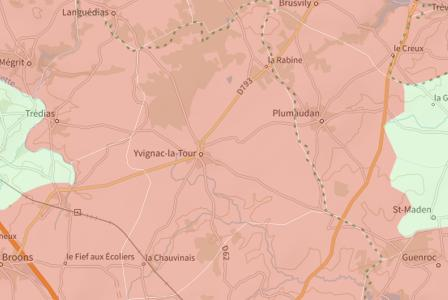 Brusvily
Languédias
le Creux
Mégrit
la Rabine
D793
Trédias
Plumaudan
Yvignac-la-Tour
St-Maden
D62
Broons
le Fief aux Écoliers
la Chauvinais
Guenroc